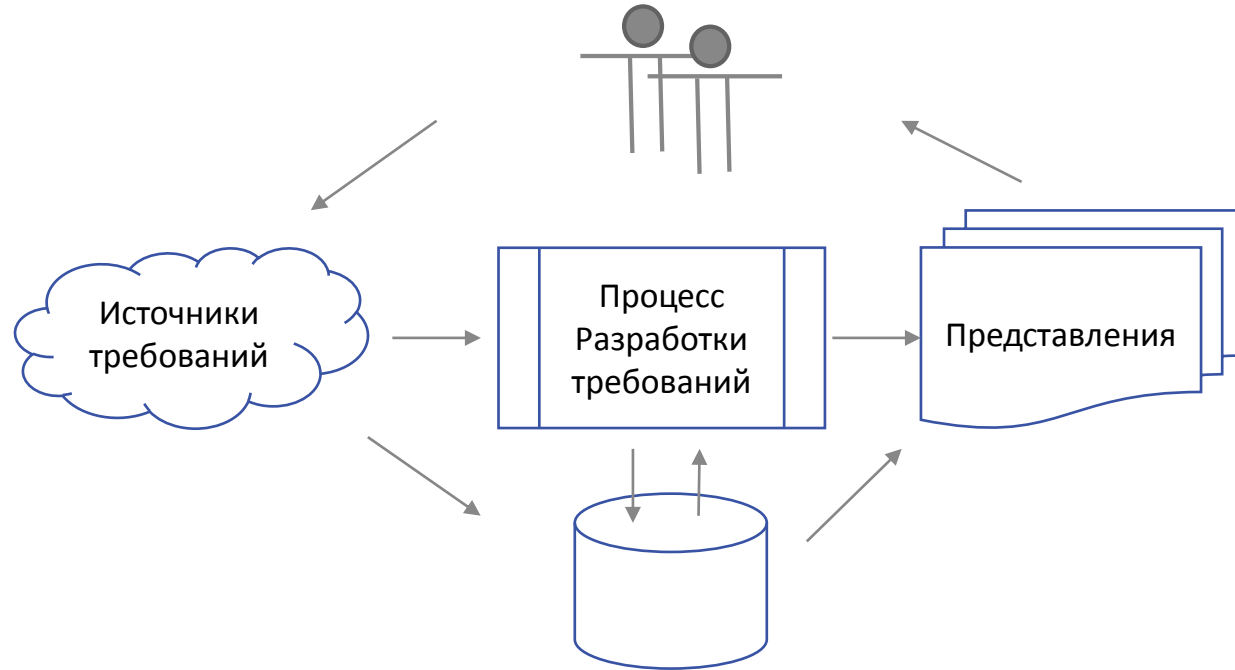 Источники
требований
Процесс
Разработки
требований
Представления